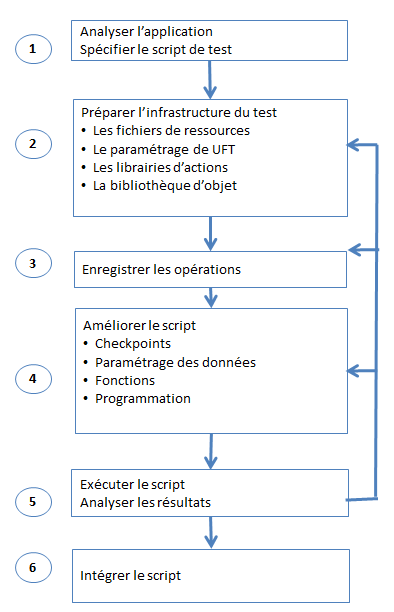 1
Analyser l'application
Spécifier le script de test
2
Préparer l'infrastructure du test
• Les fichiers de ressources
• Le paramétrage de UFT
• Les librairies d'actions
• La bibliothèque d'objet
3
Enregistrer les opérations
4
Améliorer le script
• Checkpoints
• Paramétrage des données
• Fonctions
• Programmation
5
Exécuter le script
Analyser les résultats
6
Intégrer le script